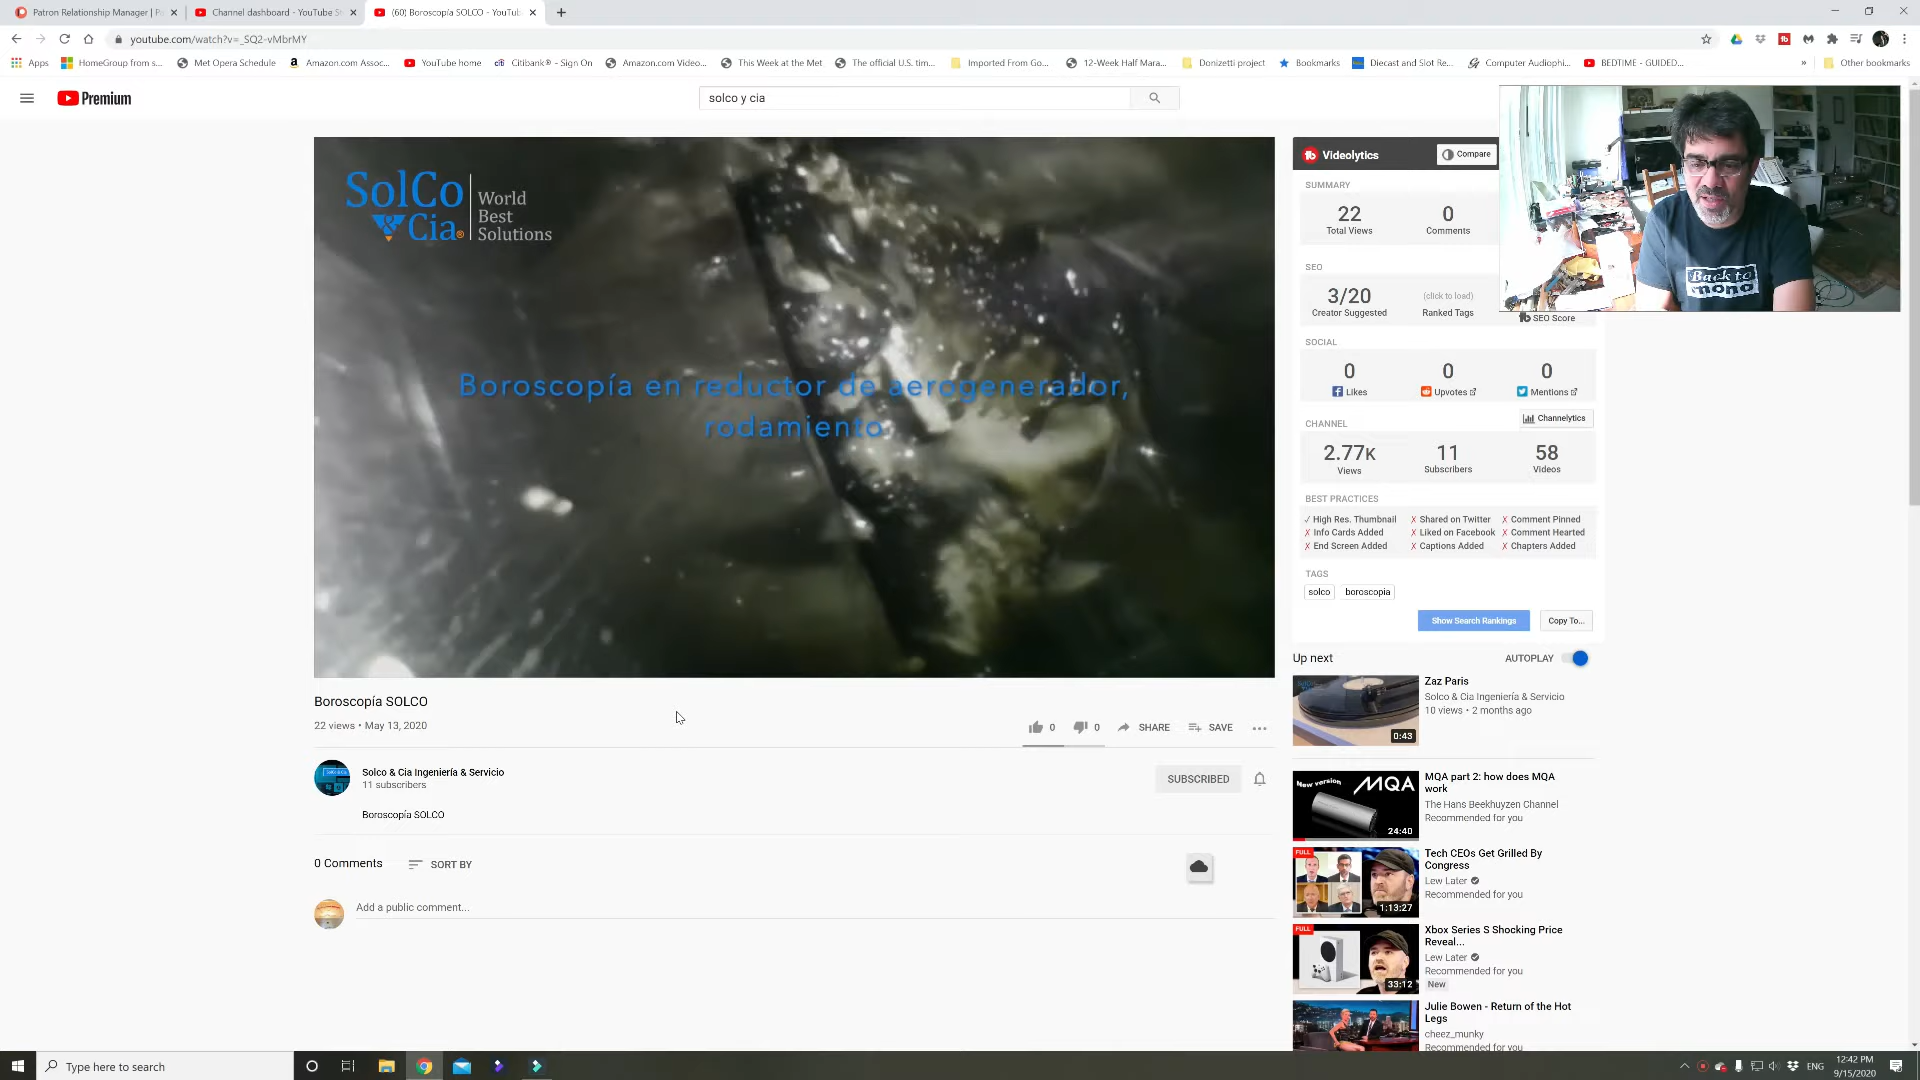 Patron Relationship Manager | P
Channel dashboard - YouTube S
(60) Boroscopía SOLCO - YouTu
youtube.com/watch?v=_SQ2-vMbrMY
Apps
HomeGroup from s...
Met Opera Schedule
Amazon.com Assoc...
YouTube home
Citibank® - Sign On
Amazon.com Video...
This Week at the Met
The official U.S. tim...
Imported From Go...
12-Week Half Mara...
Donizetti project
Bookmarks
Diecast and Slot Re...
Computer Audiophi...
BEDTIME - GUIDED...
»
Other bookmarks
Premium
solco y cia
SolCo
& Cia®
World
Best
Solutions
Boroscopía en reductor de aerogenerador,
rodamiento
Back to
mono
Videolytics
Compare
SUMMARY
22
Total Views
0
Comments
SEO
3/20
Creator Suggested
(click to load)
Ranked Tags
SEO Score
SOCIAL
0
Likes
0
Upvotes
0
Mentions
CHANNEL
Channelytics
2.77K
Views
11
Subscribers
58
Videos
BEST PRACTICES
✓ High Res. Thumbnail
✗ Shared on Twitter
✗ Comment Pinned
✗ Info Cards Added
✗ Liked on Facebook
✗ Comment Hearted
✗ End Screen Added
✗ Captions Added
✗ Chapters Added
TAGS
solco
boroscopia
Show Search Rankings
Copy To...
Boroscopía SOLCO
22 views • May 13, 2020
0
0
SHARE
SAVE
Solco & Cia Ingeniería & Servicio
11 subscribers
SUBSCRIBED
Boroscopía SOLCO
0 Comments
SORT BY
Add a public comment...
Up next
AUTOPLAY
0:43
Zaz Paris
Solco & Cia Ingeniería & Servicio
10 views • 2 months ago
New version
MQA
24:40
MQA part 2: how does MQA
work
The Hans Beekhuyzen Channel
Recommended for you
FULL
1:13:27
Tech CEOs Get Grilled By
Congress
Lew Later
Recommended for you
FULL
33:12
Xbox Series S Shocking Price
Reveal...
Lew Later
Recommended for you
New
Julie Bowen - Return of the Hot
Legs
cheez_munky
Recommended for you
Type here to search
ENG
12:42 PM
9/15/2020